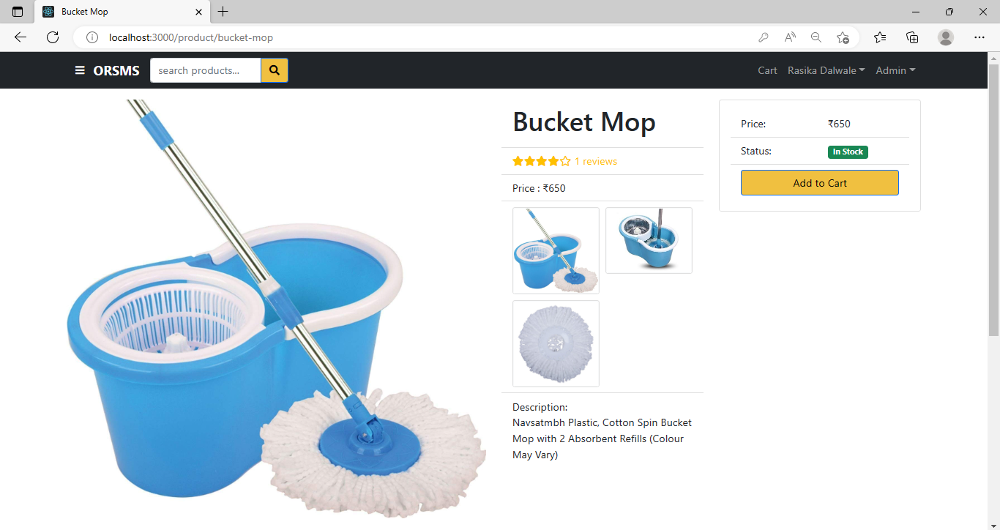 Bucket Mop
localhost:3000/product/bucket-mop
ORSMS
search products...
Cart
Rasika Dalwale
Admin
Bucket Mop
1 reviews
Price : ₹650
Description:
Navsatmbh Plastic, Cotton Spin Bucket
Mop with 2 Absorbent Refills (Colour
May Vary)
Price: ₹650
Status: In Stock
Add to Cart